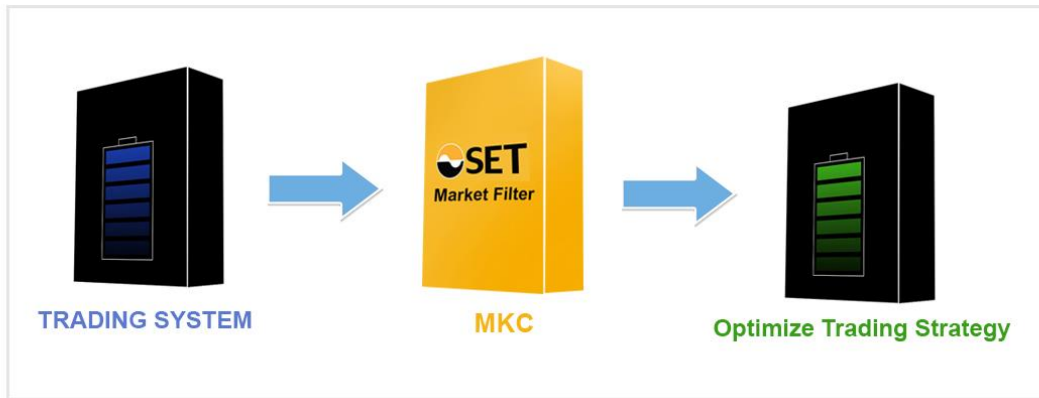 SET
Market Filter
TRADING SYSTEM
MKC
Optimize Trading Strategy